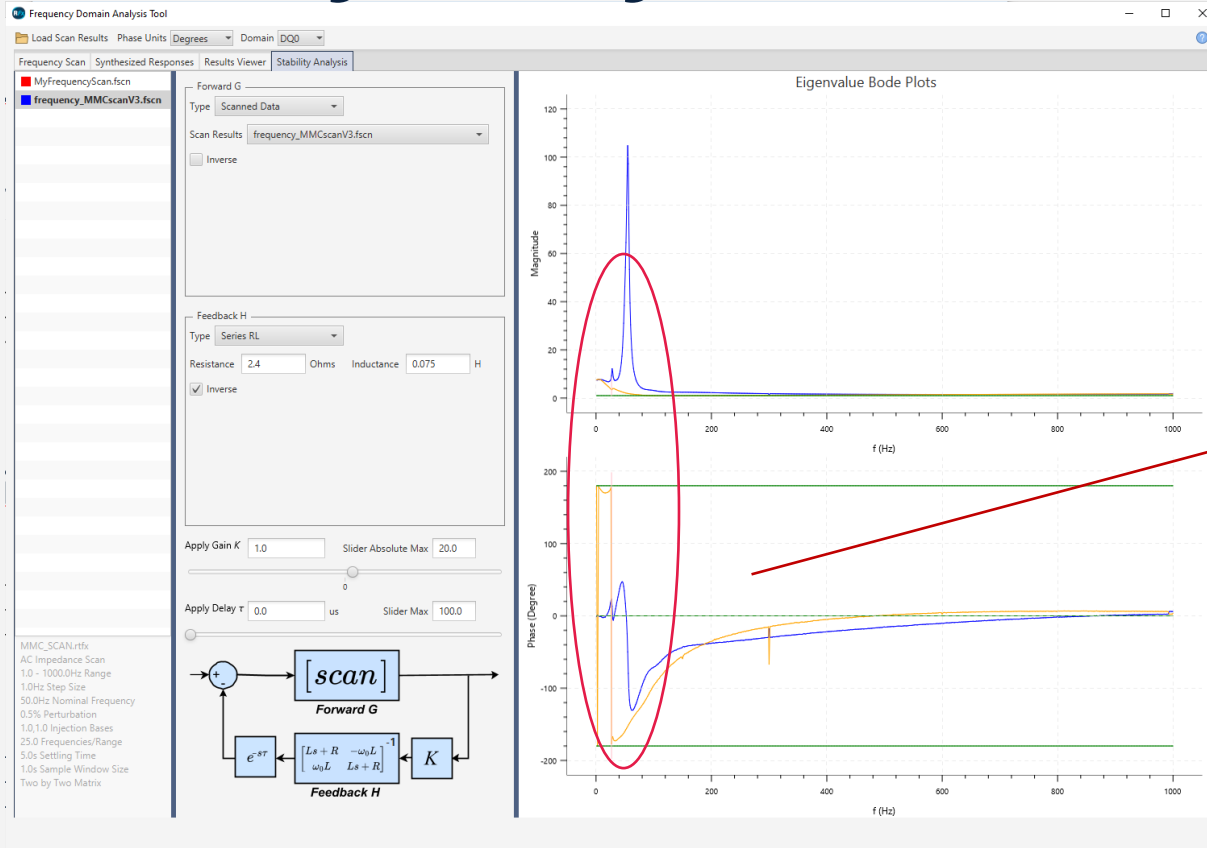 Frequency Domain Analysis Tool
Load Scan Results Phase Units Degrees Domain DQ0
Frequency Scan Synthesized Responses Results Viewer Stability Analysis
MyFrequencyScan.fscn
frequency_MMCscanV3.fscn
Forward G
Type Scanned Data
Scan Results frequency_MMCscanV3.fscn
Inverse
Feedback H
Type Series RL
Resistance 2.4 Ohms Inductance 0.075 H
Inverse
Apply Gain K 1.0 Slider Absolute Max 20.0
0
Apply Delay τ 0.0 us Slider Max 100.0
MMC_SCAN.rtfx
AC Impedance Scan
1.0 - 1000.0Hz Range
1.0Hz Step Size
50.0Hz Nominal Frequency
0.5% Perturbation
1.0,1.0 Injection Bases
25.0 Frequencies/Range
5.0s Settling Time
1.0s Sample Window Size
Two by Two Matrix
+
-
[scan]
Forward G
e^{-sτ}
[Ls + R -ω₀L
ω₀L Ls + R]^{-1}
K
Feedback H
Eigenvalue Bode Plots
120
100
80
60
40
20
0
Magnitude
0 200 400 600 800 1000
f (Hz)
200
100
0
-100
-200
Phase (Degree)
0 200 400 600 800 1000
f (Hz)